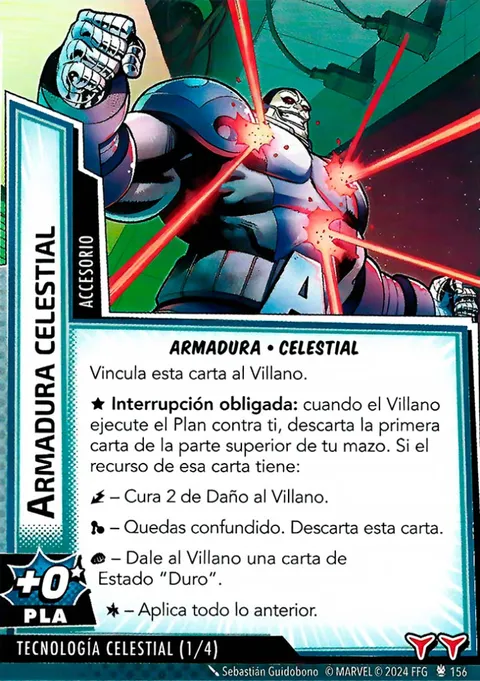 ARMADURA CELESTIAL
ACCESORIO
ARMADURA • CELESTIAL
Vincula esta carta al Villano.
★ Interrupción obligada: cuando el Villano
ejecute el Plan contra ti, descarta la primera
carta de la parte superior de tu mazo. Si el
recurso de esa carta tiene:
– Cura 2 de Daño al Villano.
– Quedas confundido. Descarta esta carta.
– Dale al Villano una carta de
Estado "Duro".
– Aplica todo lo anterior.
+0★
PLA
TECNOLOGÍA CELESTIAL (1/4)
Sebastián Guidobono © MARVEL © 2024 FFG 156
A